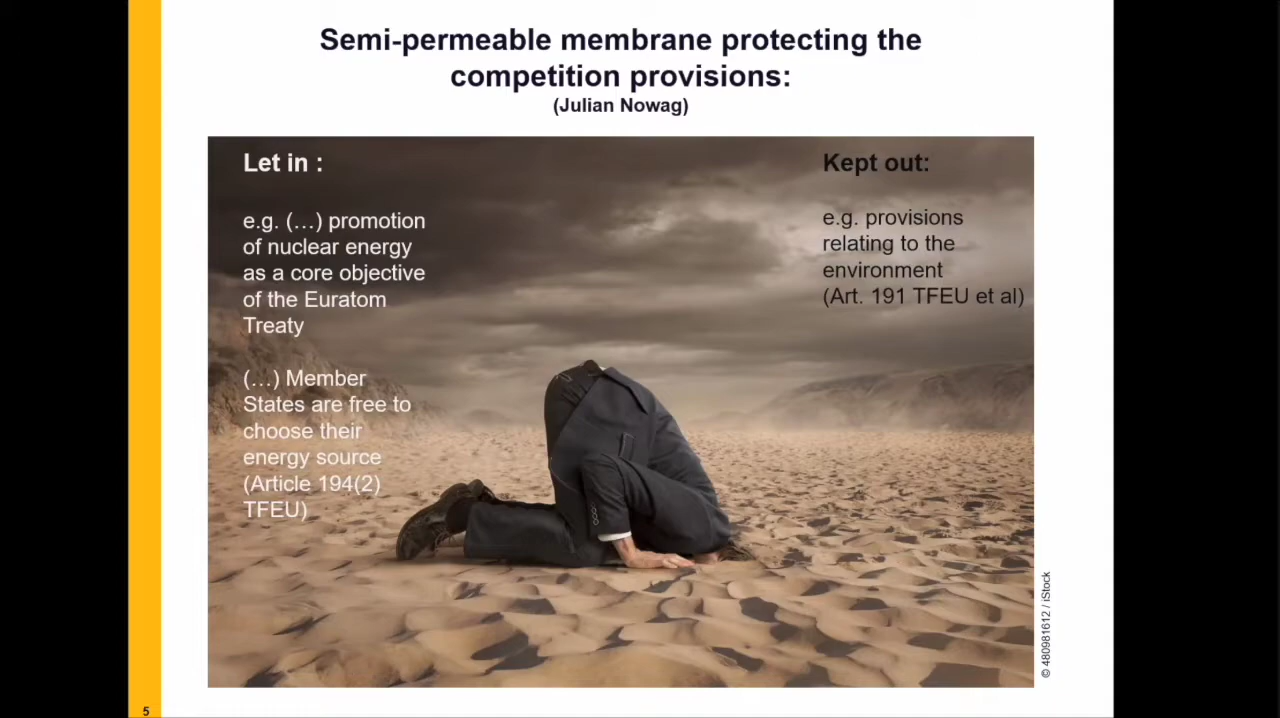 Semi-permeable membrane protecting the
competition provisions:
(Julian Nowag)
Let in :
e.g. (…) promotion
of nuclear energy
as a core objective
of the Euratom
Treaty
(…) Member
States are free to
choose their
energy source
(Article 194(2)
TFEU)
Kept out:
e.g. provisions
relating to the
environment
(Art. 191 TFEU et al)
© 480981612 / iStock
5